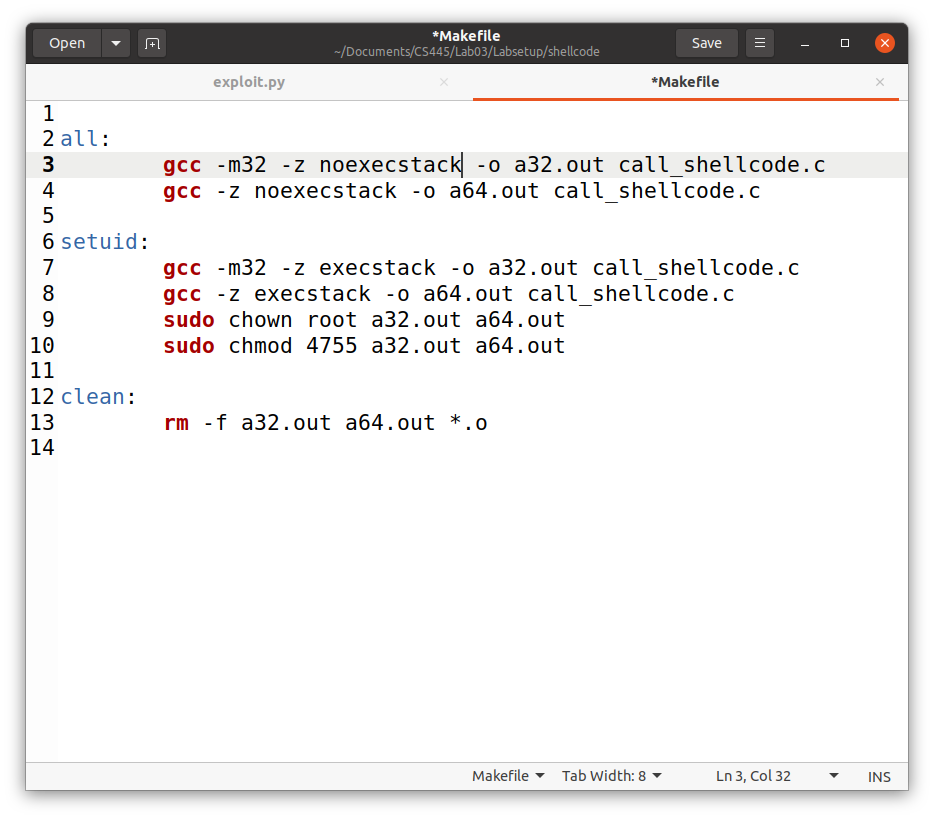 Open
*Makefile
~/Documents/CS445/Lab03/Labsetup/shellcode
Save
exploit.py
*Makefile
1
2 all:
3 gcc -m32 -z noexecstack -o a32.out call_shellcode.c
4 gcc -z noexecstack -o a64.out call_shellcode.c
5
6 setuid:
7 gcc -m32 -z execstack -o a32.out call_shellcode.c
8 gcc -z execstack -o a64.out call_shellcode.c
9 sudo chown root a32.out a64.out
10 sudo chmod 4755 a32.out a64.out
11
12 clean:
13 rm -f a32.out a64.out *.o
14
Makefile Tab Width: 8 Ln 3, Col 32 INS